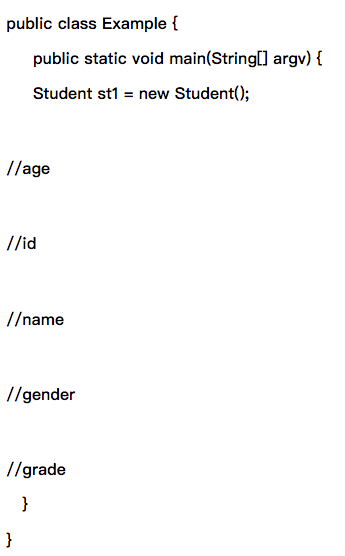 public class Example {
public static void main(String[] argv) {
Student st1 = new Student();
//age
//id
//name
//gender
//grade
}
}